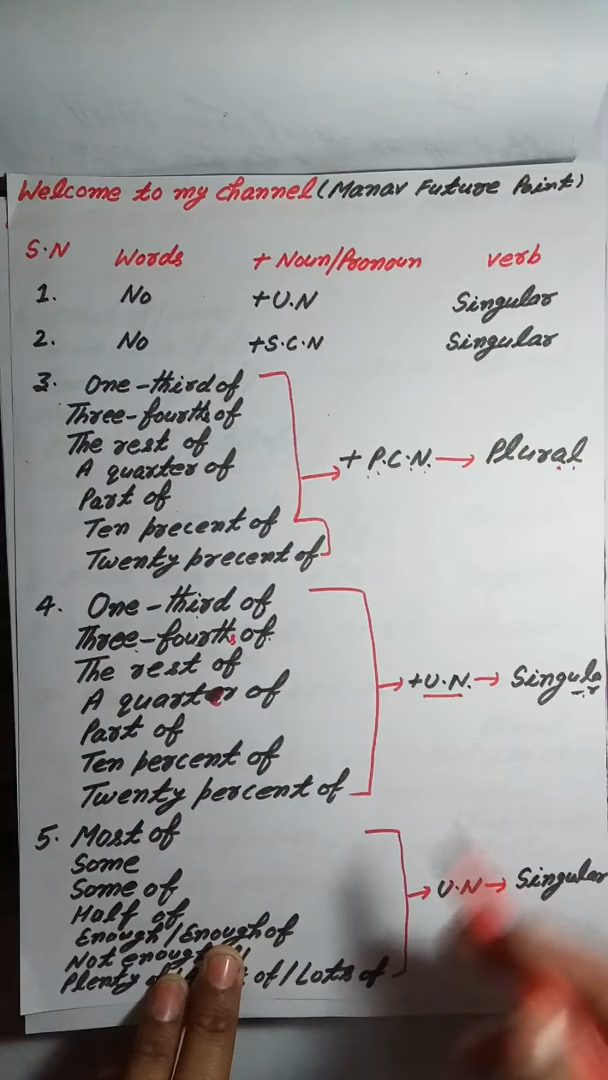 Welcome to my channel (Manav Future Point)
S.N Words + Noun/Pronoun verb
1. No +U.N Singular
2. No +S.C.N Singular
3. One-third of
Three-fourths of
The rest of
A quarter of + P.C.N. → Plural
Part of
Ten precent of
Twenty precent of
4. One-third of
Three-fourths of
The rest of
A quarter of → +U.N. → Singular
Part of
Ten percent of
Twenty percent of
5. Most of
Some
Some of → U.N → Singular
Half of
Enough/Enough of
Not enough
Plenty of / Lots of